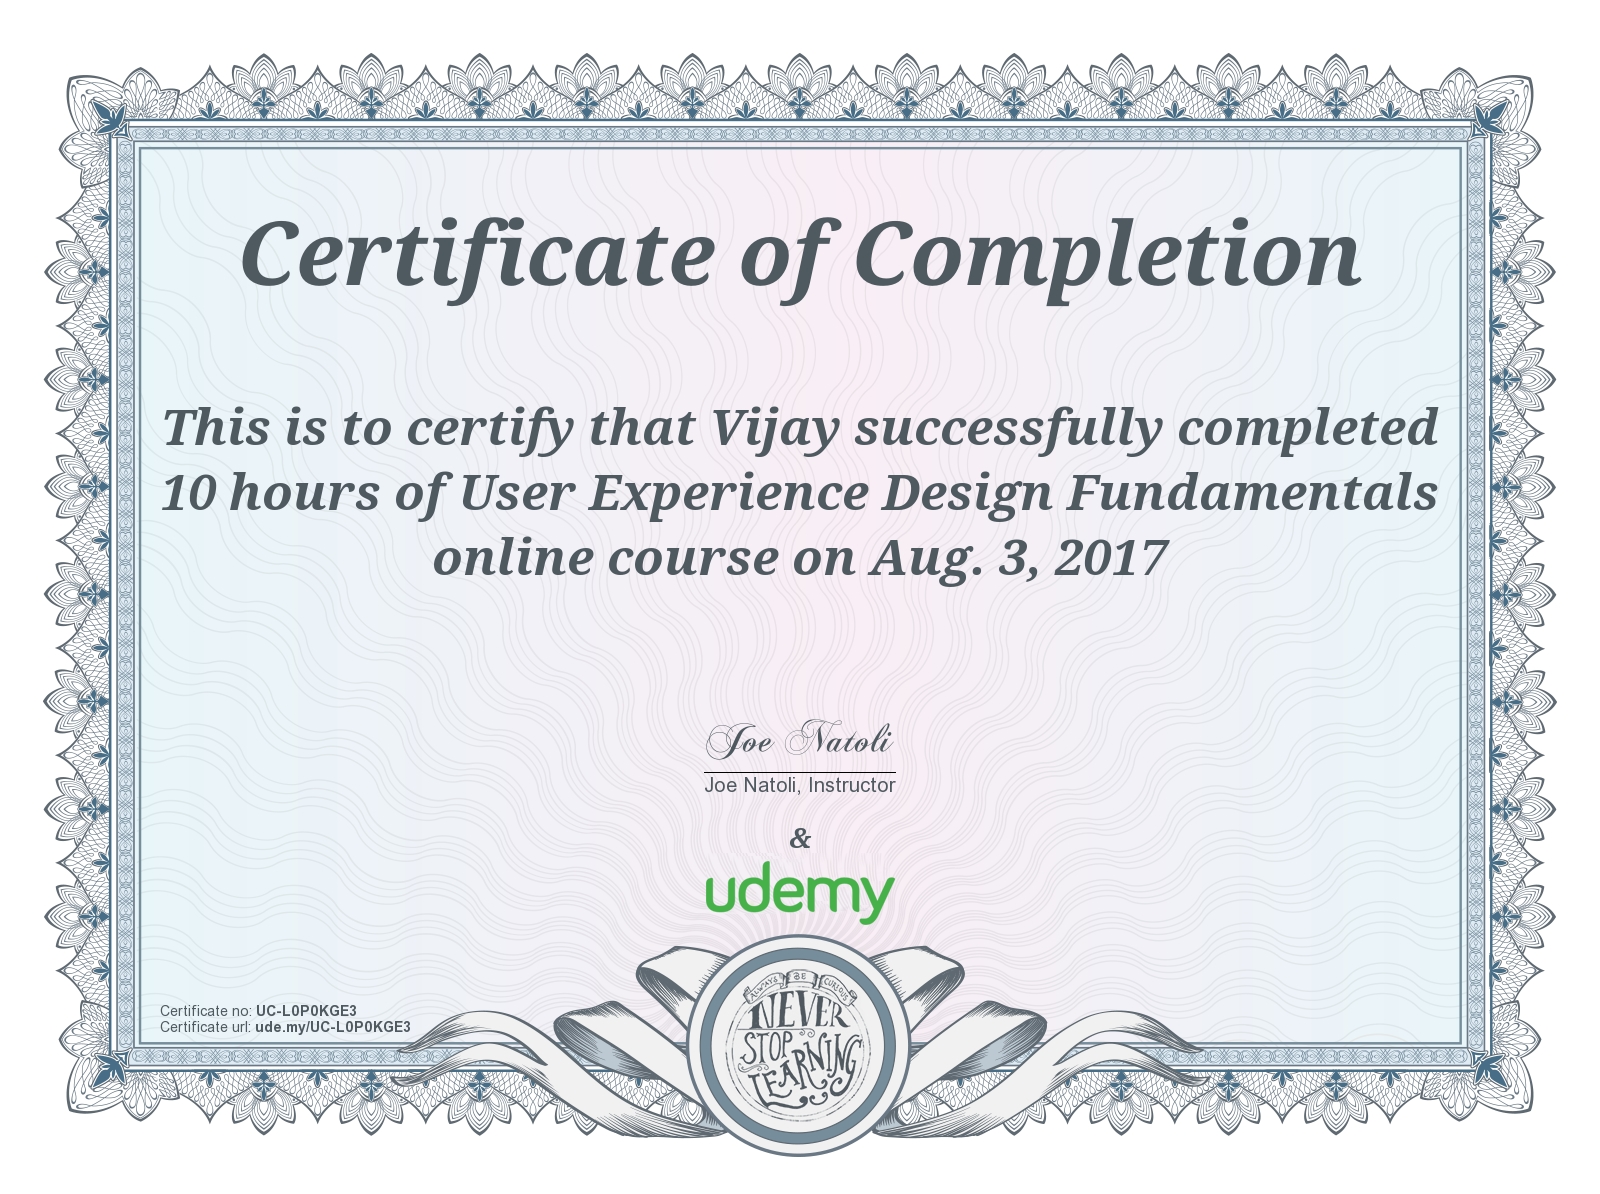 Certificate of Completion
This is to certify that Vijay successfully completed
10 hours of User Experience Design Fundamentals
online course on Aug. 3, 2017
Joe Natoli
Joe Natoli, Instructor
&
udemy
Certificate no: UC-L0P0KGE3
Certificate url: ude.my/UC-L0P0KGE3
ALWAYS BE CURIOUS
NEVER
STOP
LEARNING